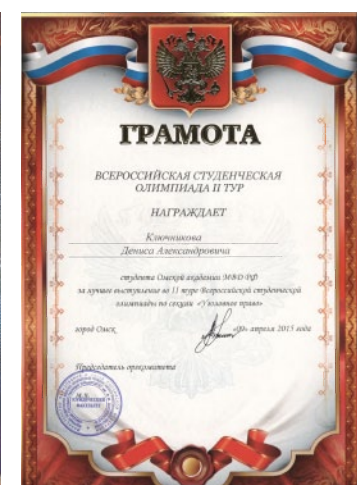 ГРАМОТА
ВСЕРОССИЙСКАЯ СТУДЕНЧЕСКАЯ
ОЛИМПИАДА II ТУР
НАГРАЖДАЕТ
Ключникова
Дениса Александровича
студента Омской академии МВД РФ
за лучшее выступление во II туре Всероссийской студенческой
олимпиады по секции «Уголовное право»
город Омск
апреля 2015 года
Председатель оргкомитета